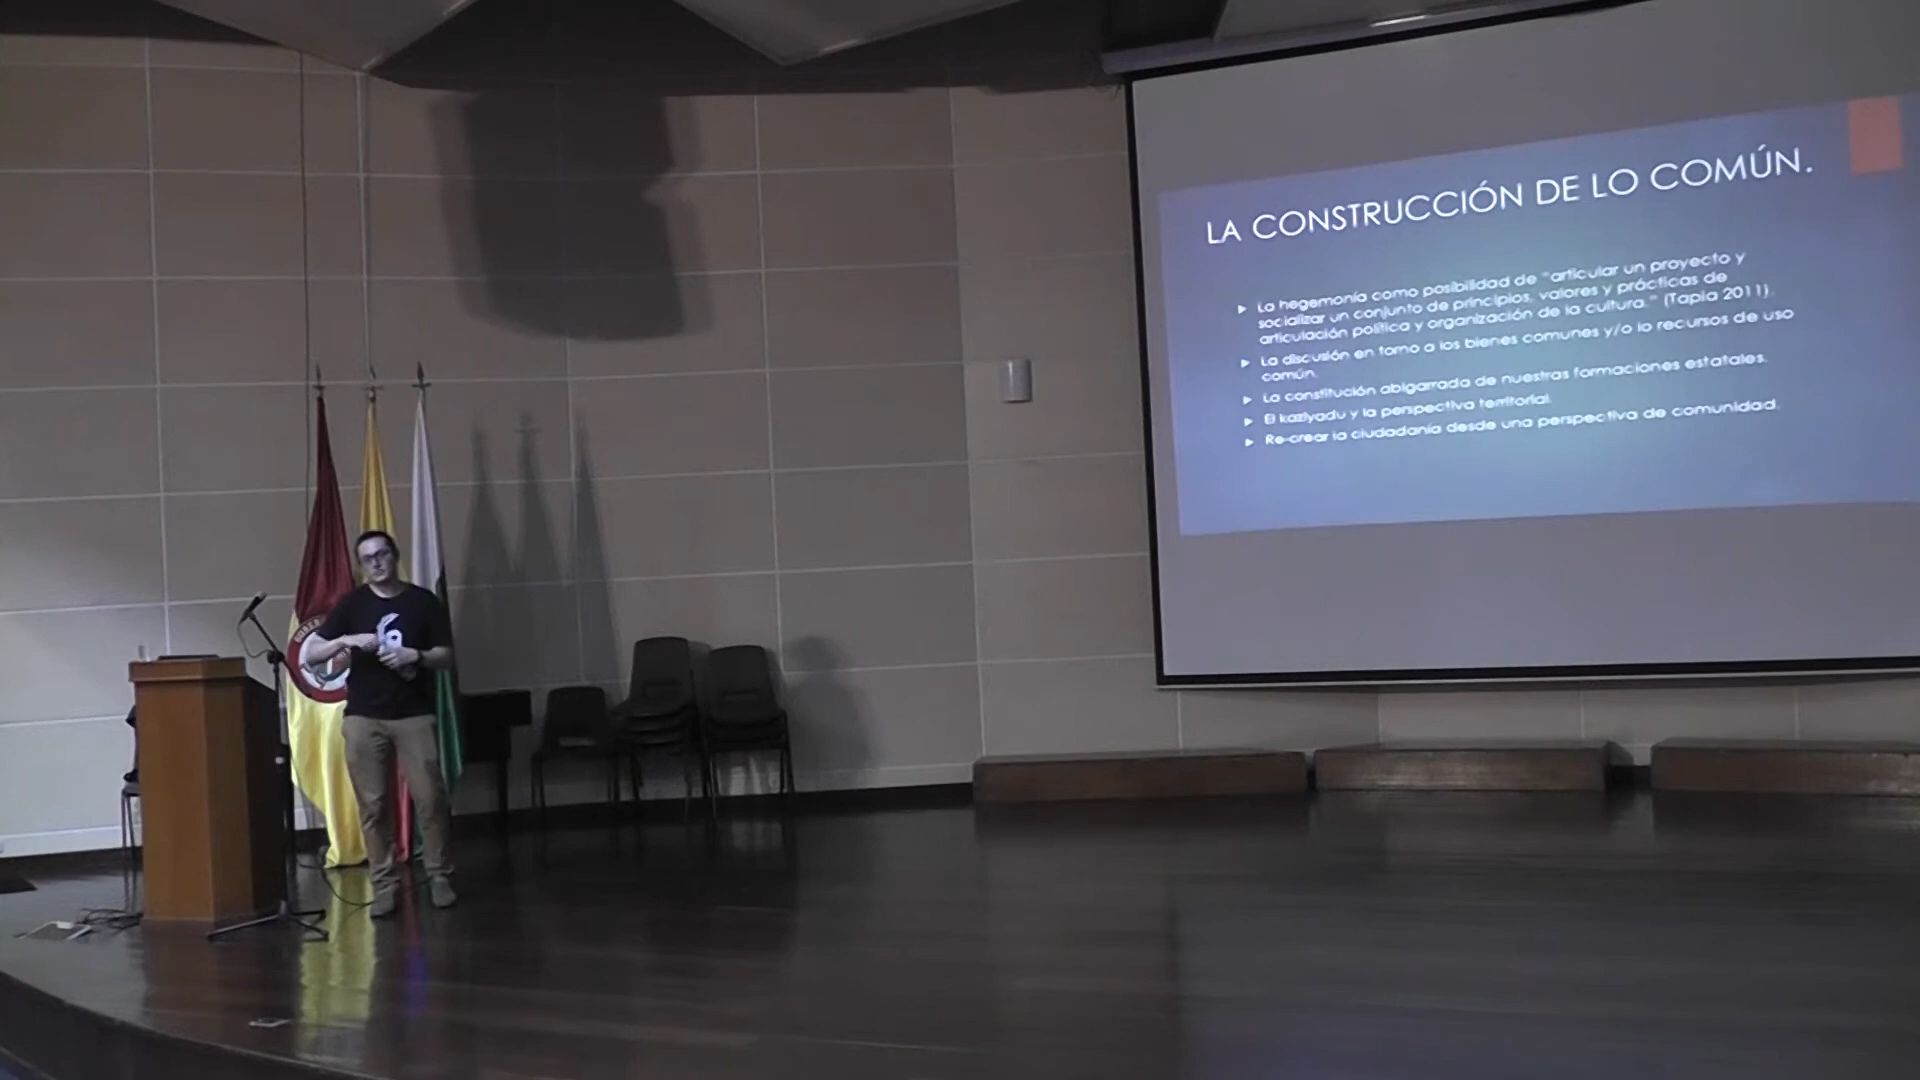 LA CONSTRUCCIÓN DE LO COMÚN.
La hegemonía como posibilidad de "articular un proyecto y
socializar un conjunto de principios, valores y prácticas de
articulación política y organización de la cultura." (Tapia 2011).
La discusión en torno a los bienes comunes y/o lo recursos de uso
común.
La constitución abigarrada de nuestras formaciones estatales.
El kaziyadu y la perspectiva territorial.
Re-crear la ciudadanía desde una perspectiva de comunidad.